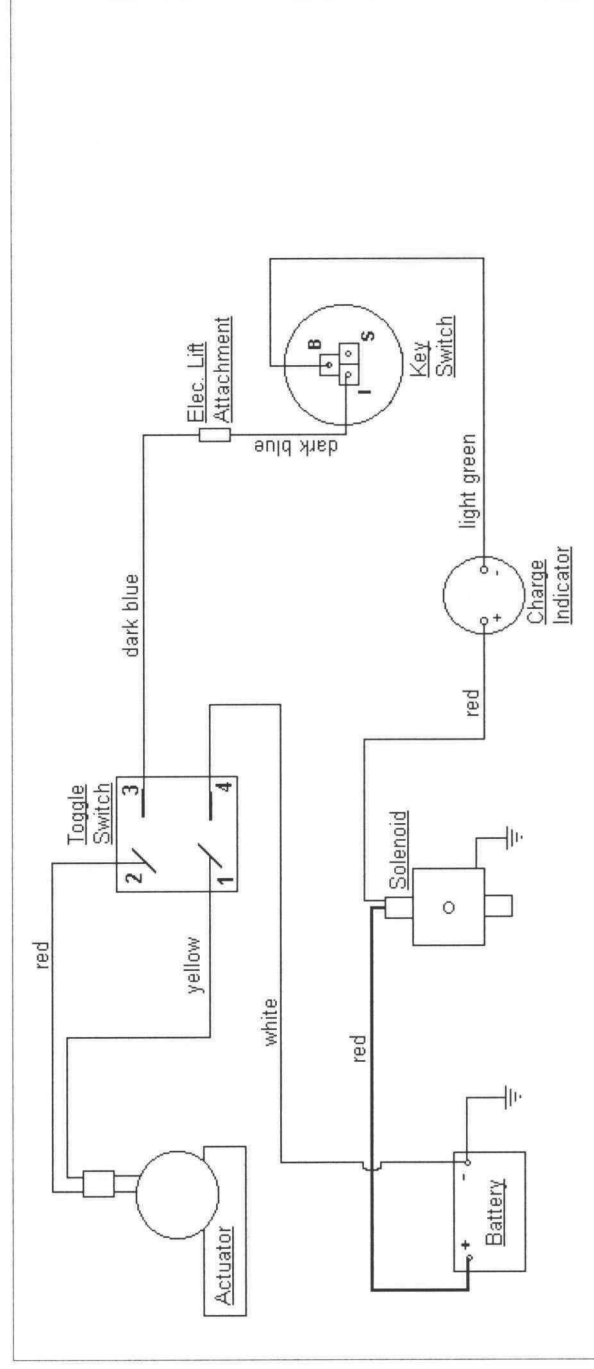 Actuator
red
yellow
Toggle
Switch
2
3
1
4
dark blue
Elec. Lift
Attachment
dark blue
B
S
I
Key
Switch
white
red
+
-
Battery
Solenoid
red
+
-
Charge
Indicator
light green